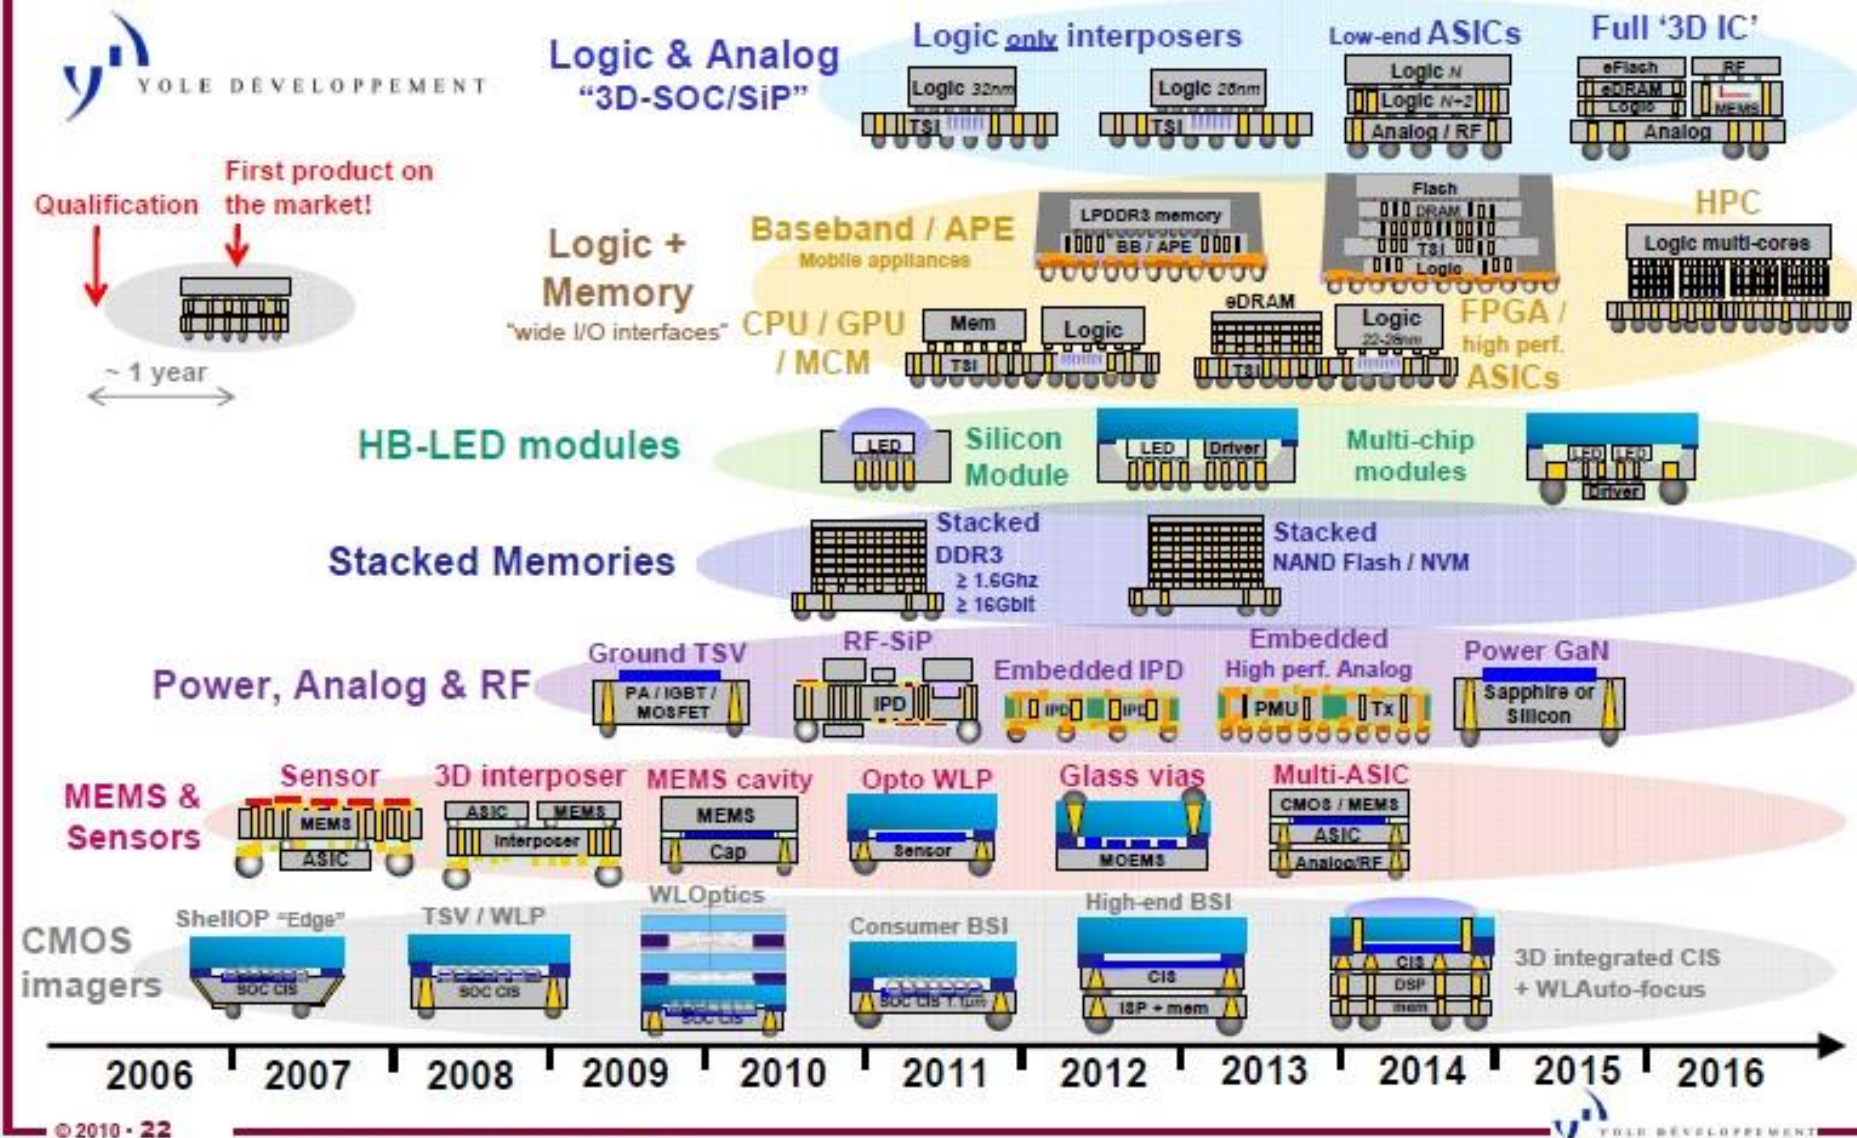 YOLE DÉVELOPPEMENT
Logic & Analog
“3D-SOC/SiP”
Logic only interposers
Logic 32nm
TSI
Logic 28nm
TSI
Low-end ASICs
Logic N
Logic N+2
Analog / RF
Full ‘3D IC’
eFlash
eDRAM
Logic
RF
MEMS
Analog
Qualification
First product on
the market!
~ 1 year
Logic +
Memory
"wide I/O interfaces"
Baseband / APE
Mobile appliances
LPDDR3 memory
BB / APE
Flash
DRAM
TSI
Logic
HPC
Logic multi-cores
CPU / GPU
/ MCM
Mem
TSI
Logic
eDRAM
TSI
Logic
22-28nm
FPGA /
high perf.
ASICs
HB-LED modules
LED
Silicon
Module
LED
Driver
Multi-chip
modules
LED
LED
Driver
Stacked Memories
Stacked
DDR3
≥ 1.6Ghz
≥ 16Gbit
Stacked
NAND Flash / NVM
Power, Analog & RF
Ground TSV
PA / IGBT /
MOSFET
RF-SiP
IPD
Embedded IPD
IPD
IPD
Embedded
High perf. Analog
PMU
Tx
Power GaN
Sapphire or
Silicon
MEMS &
Sensors
Sensor
MEMS
ASIC
3D interposer
ASIC
MEMS
Interposer
MEMS cavity
MEMS
Cap
Opto WLP
Sensor
Glass vias
MOEMS
Multi-ASIC
CMOS / MEMS
ASIC
Analog/RF
CMOS
imagers
ShellOP “Edge”
SOC CIS
TSV / WLP
SOC CIS
WLOptics
SOC CIS
Consumer BSI
SOC CIS 1.1µm
High-end BSI
CIS
ISP + mem
CIS
DSP
mem
3D integrated CIS
+ WLAuto-focus
2006
2007
2008
2009
2010
2011
2012
2013
2014
2015
2016
© 2010 • 22
YOLE DÉVELOPPEMENT